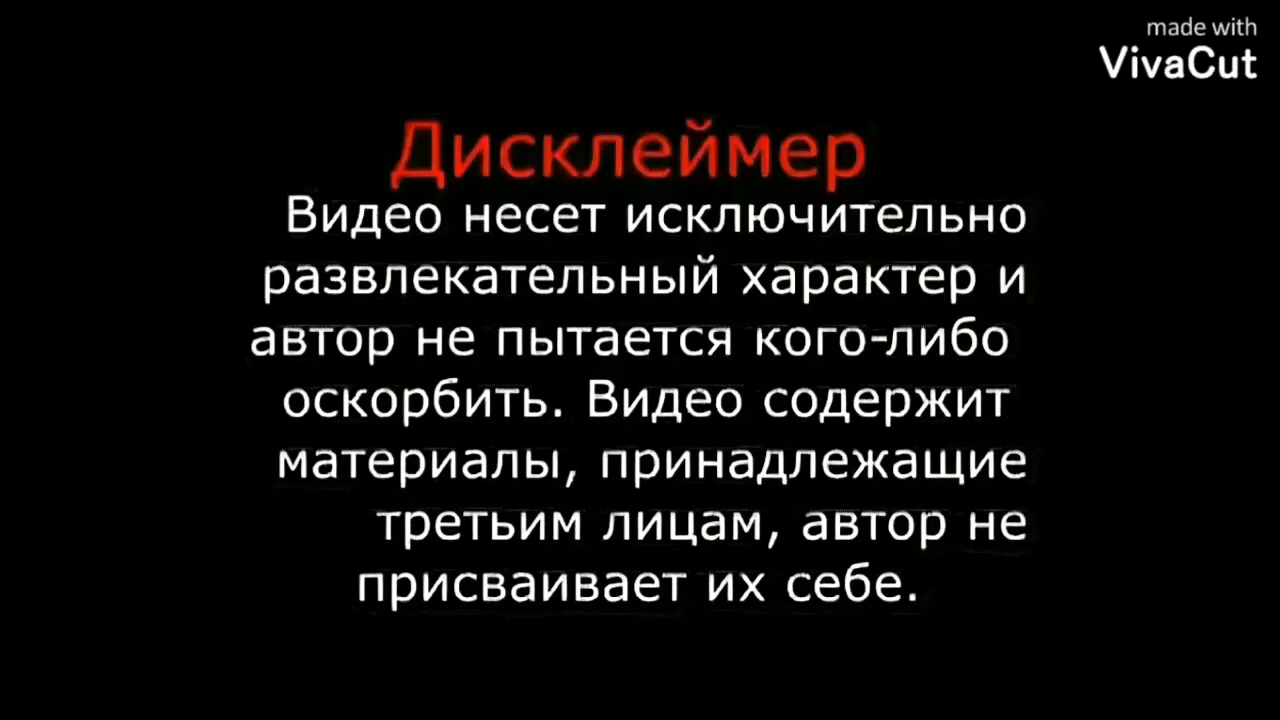 made with
VivaCut
Дисклеймер
Видео несет исключительно
развлекательный характер и
автор не пытается кого-либо
оскорбить. Видео содержит
материалы, принадлежащие
третьим лицам, автор не
присваивает их себе.